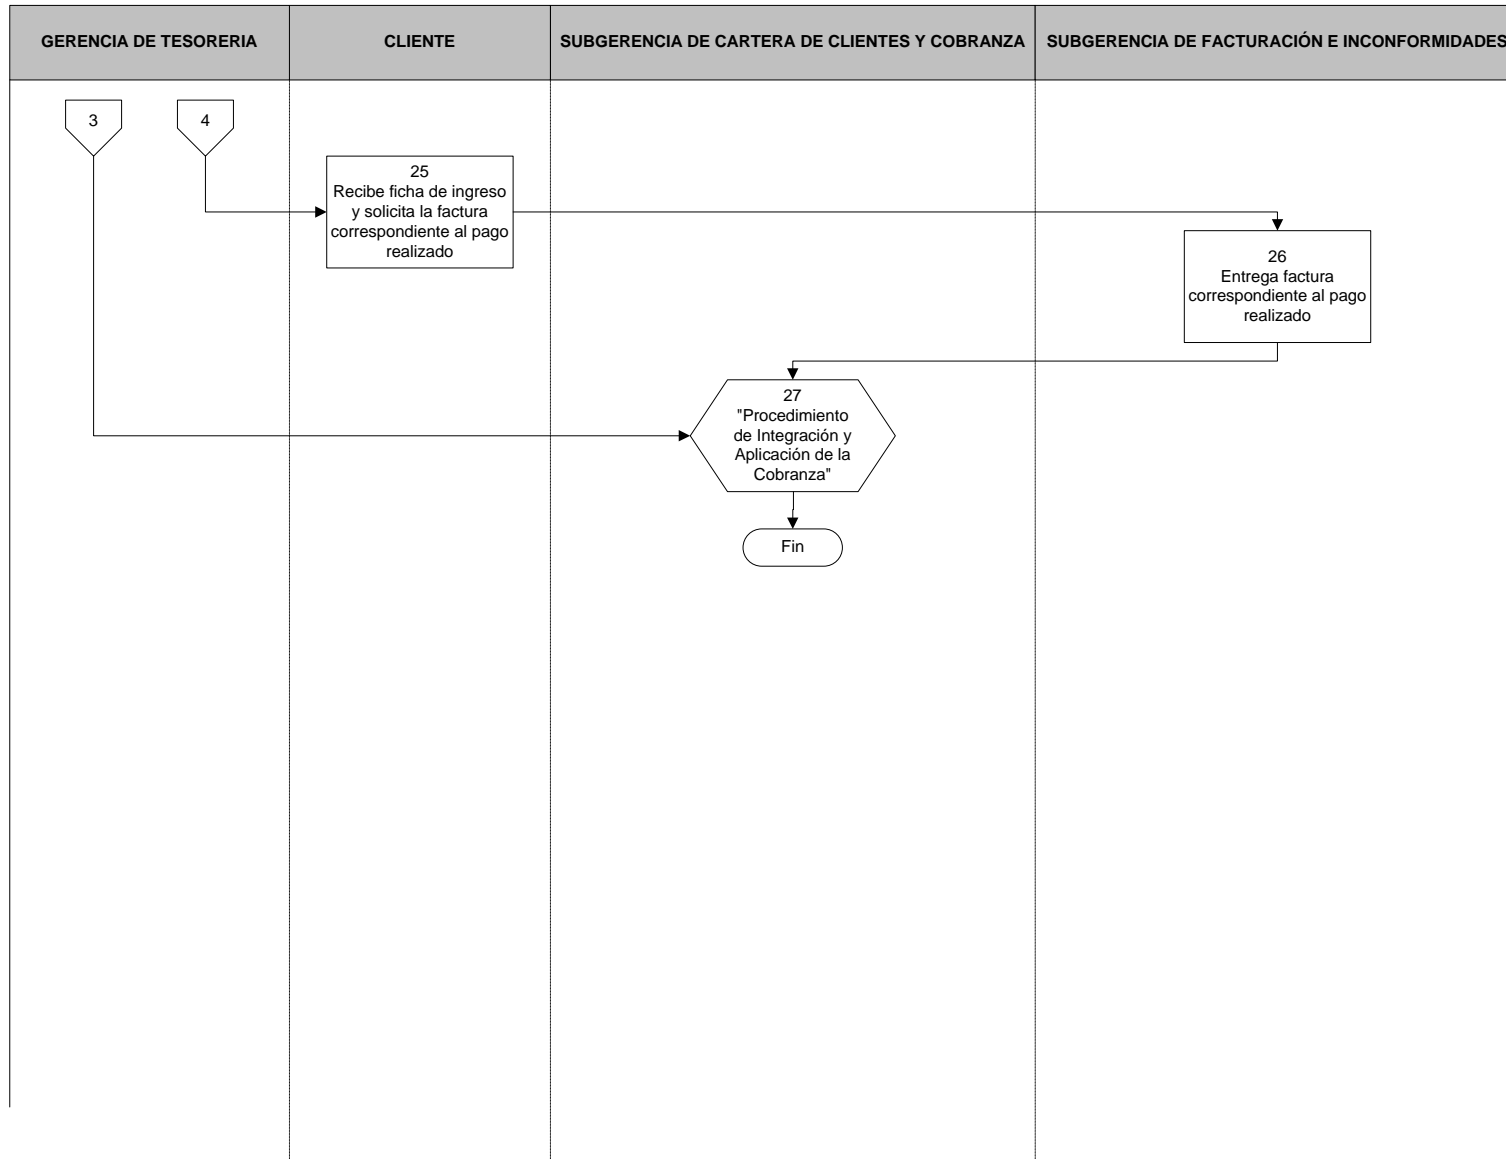 GERENCIA DE TESORERIA
CLIENTE
SUBGERENCIA DE CARTERA DE CLIENTES Y COBRANZA
SUBGERENCIA DE FACTURACIÓN E INCONFORMIDADES
3
4
25
Recibe ficha de ingreso
y solicita la factura
correspondiente al pago
realizado
26
Entrega factura
correspondiente al pago
realizado
27
"Procedimiento
de Integración y
Aplicación de la
Cobranza"
Fin